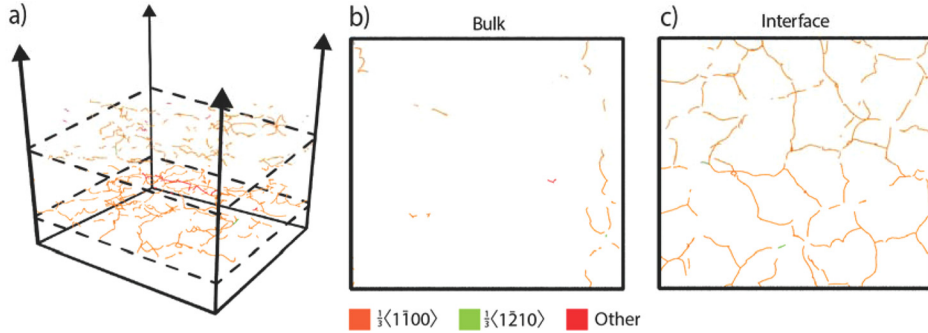 a)
b)
Bulk
c)
Interface
⅓⟨11̄00⟩
⅓⟨12̄10⟩
Other